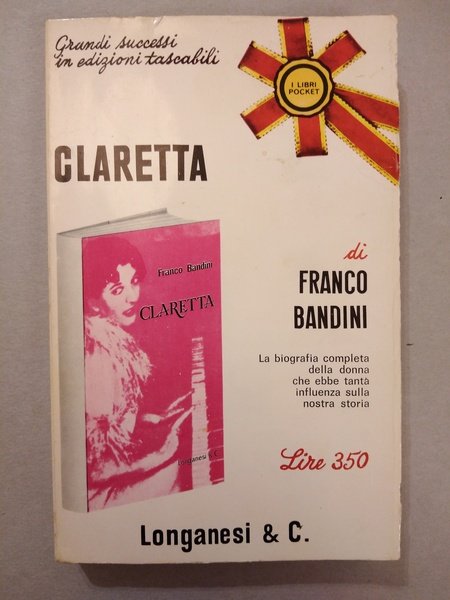 Grandi successi
in edizioni tascabili
I LIBRI
POCKET
CLARETTA
Franco Bandini
CLARETTA
Longanesi & C.
di
FRANCO
BANDINI
La biografia completa
della donna
che ebbe tantà
influenza sulla
nostra storia
Lire 350
Longanesi & C.